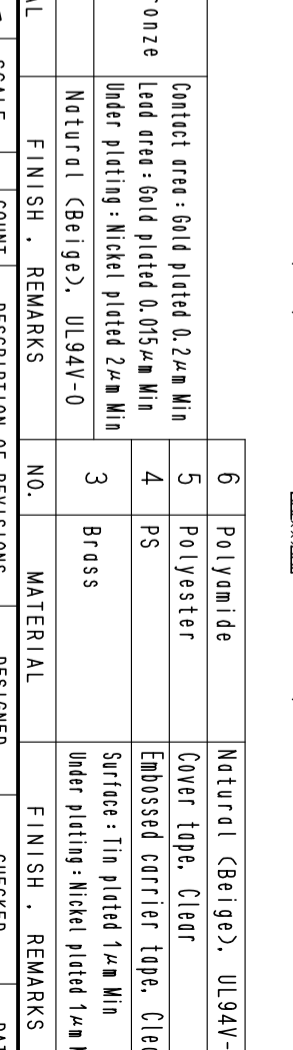 onze
Contact area : Gold plated 0.2μm Min
Lead area : Gold plated 0.015μm Min
Under plating : Nickel plated 2μm Min
Natural (Beige), UL94V-0
FINISH , REMARKS
6 Polyamide Natural (Beige), UL94V-
5 Polyester Cover tape, Clear
4 PS Embossed carrier tape, Clea
3 Brass Surface : Tin plated 1μm Min
Under plating : Nickel plated 1μm M
NO. MATERIAL FINISH , REMARKS
SCALE COUNT DESCRIPTION OF REVISIONS DESIGNED CHECKED DAT